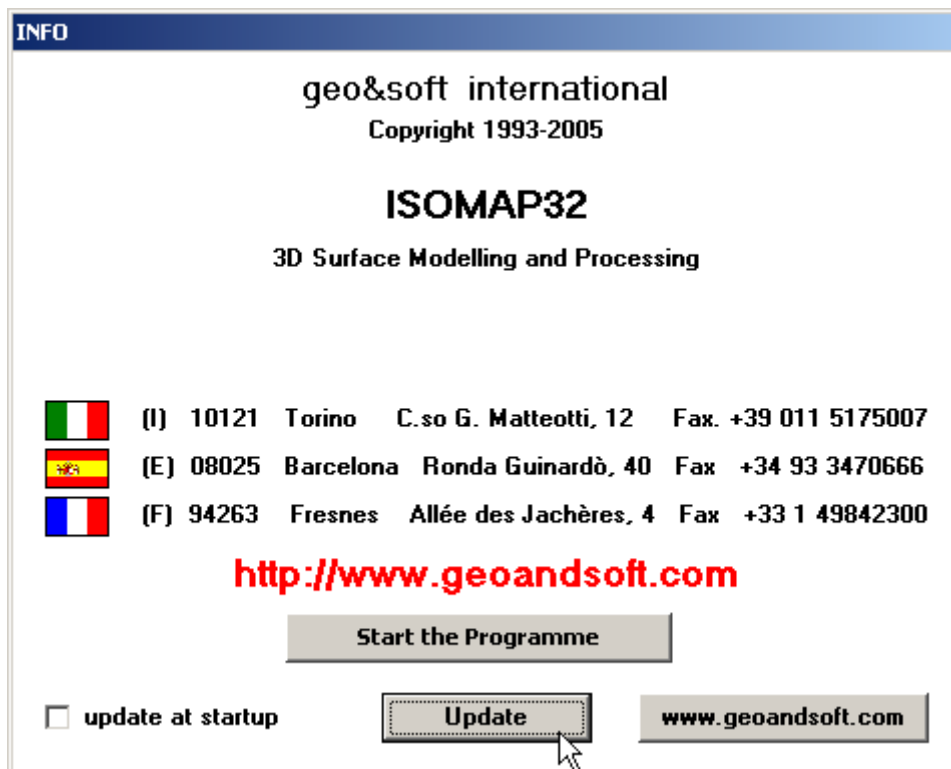 INFO
geo&soft international
Copyright 1993-2005
ISOMAP32
3D Surface Modelling and Processing
(I) 10121 Torino C.so G. Matteotti, 12 Fax. +39 011 5175007
(E) 08025 Barcelona Ronda Guinardò, 40 Fax +34 93 3470666
(F) 94263 Fresnes Allée des Jachères, 4 Fax +33 1 49842300
http://www.geoandsoft.com
Start the Programme
update at startup Update www.geoandsoft.com